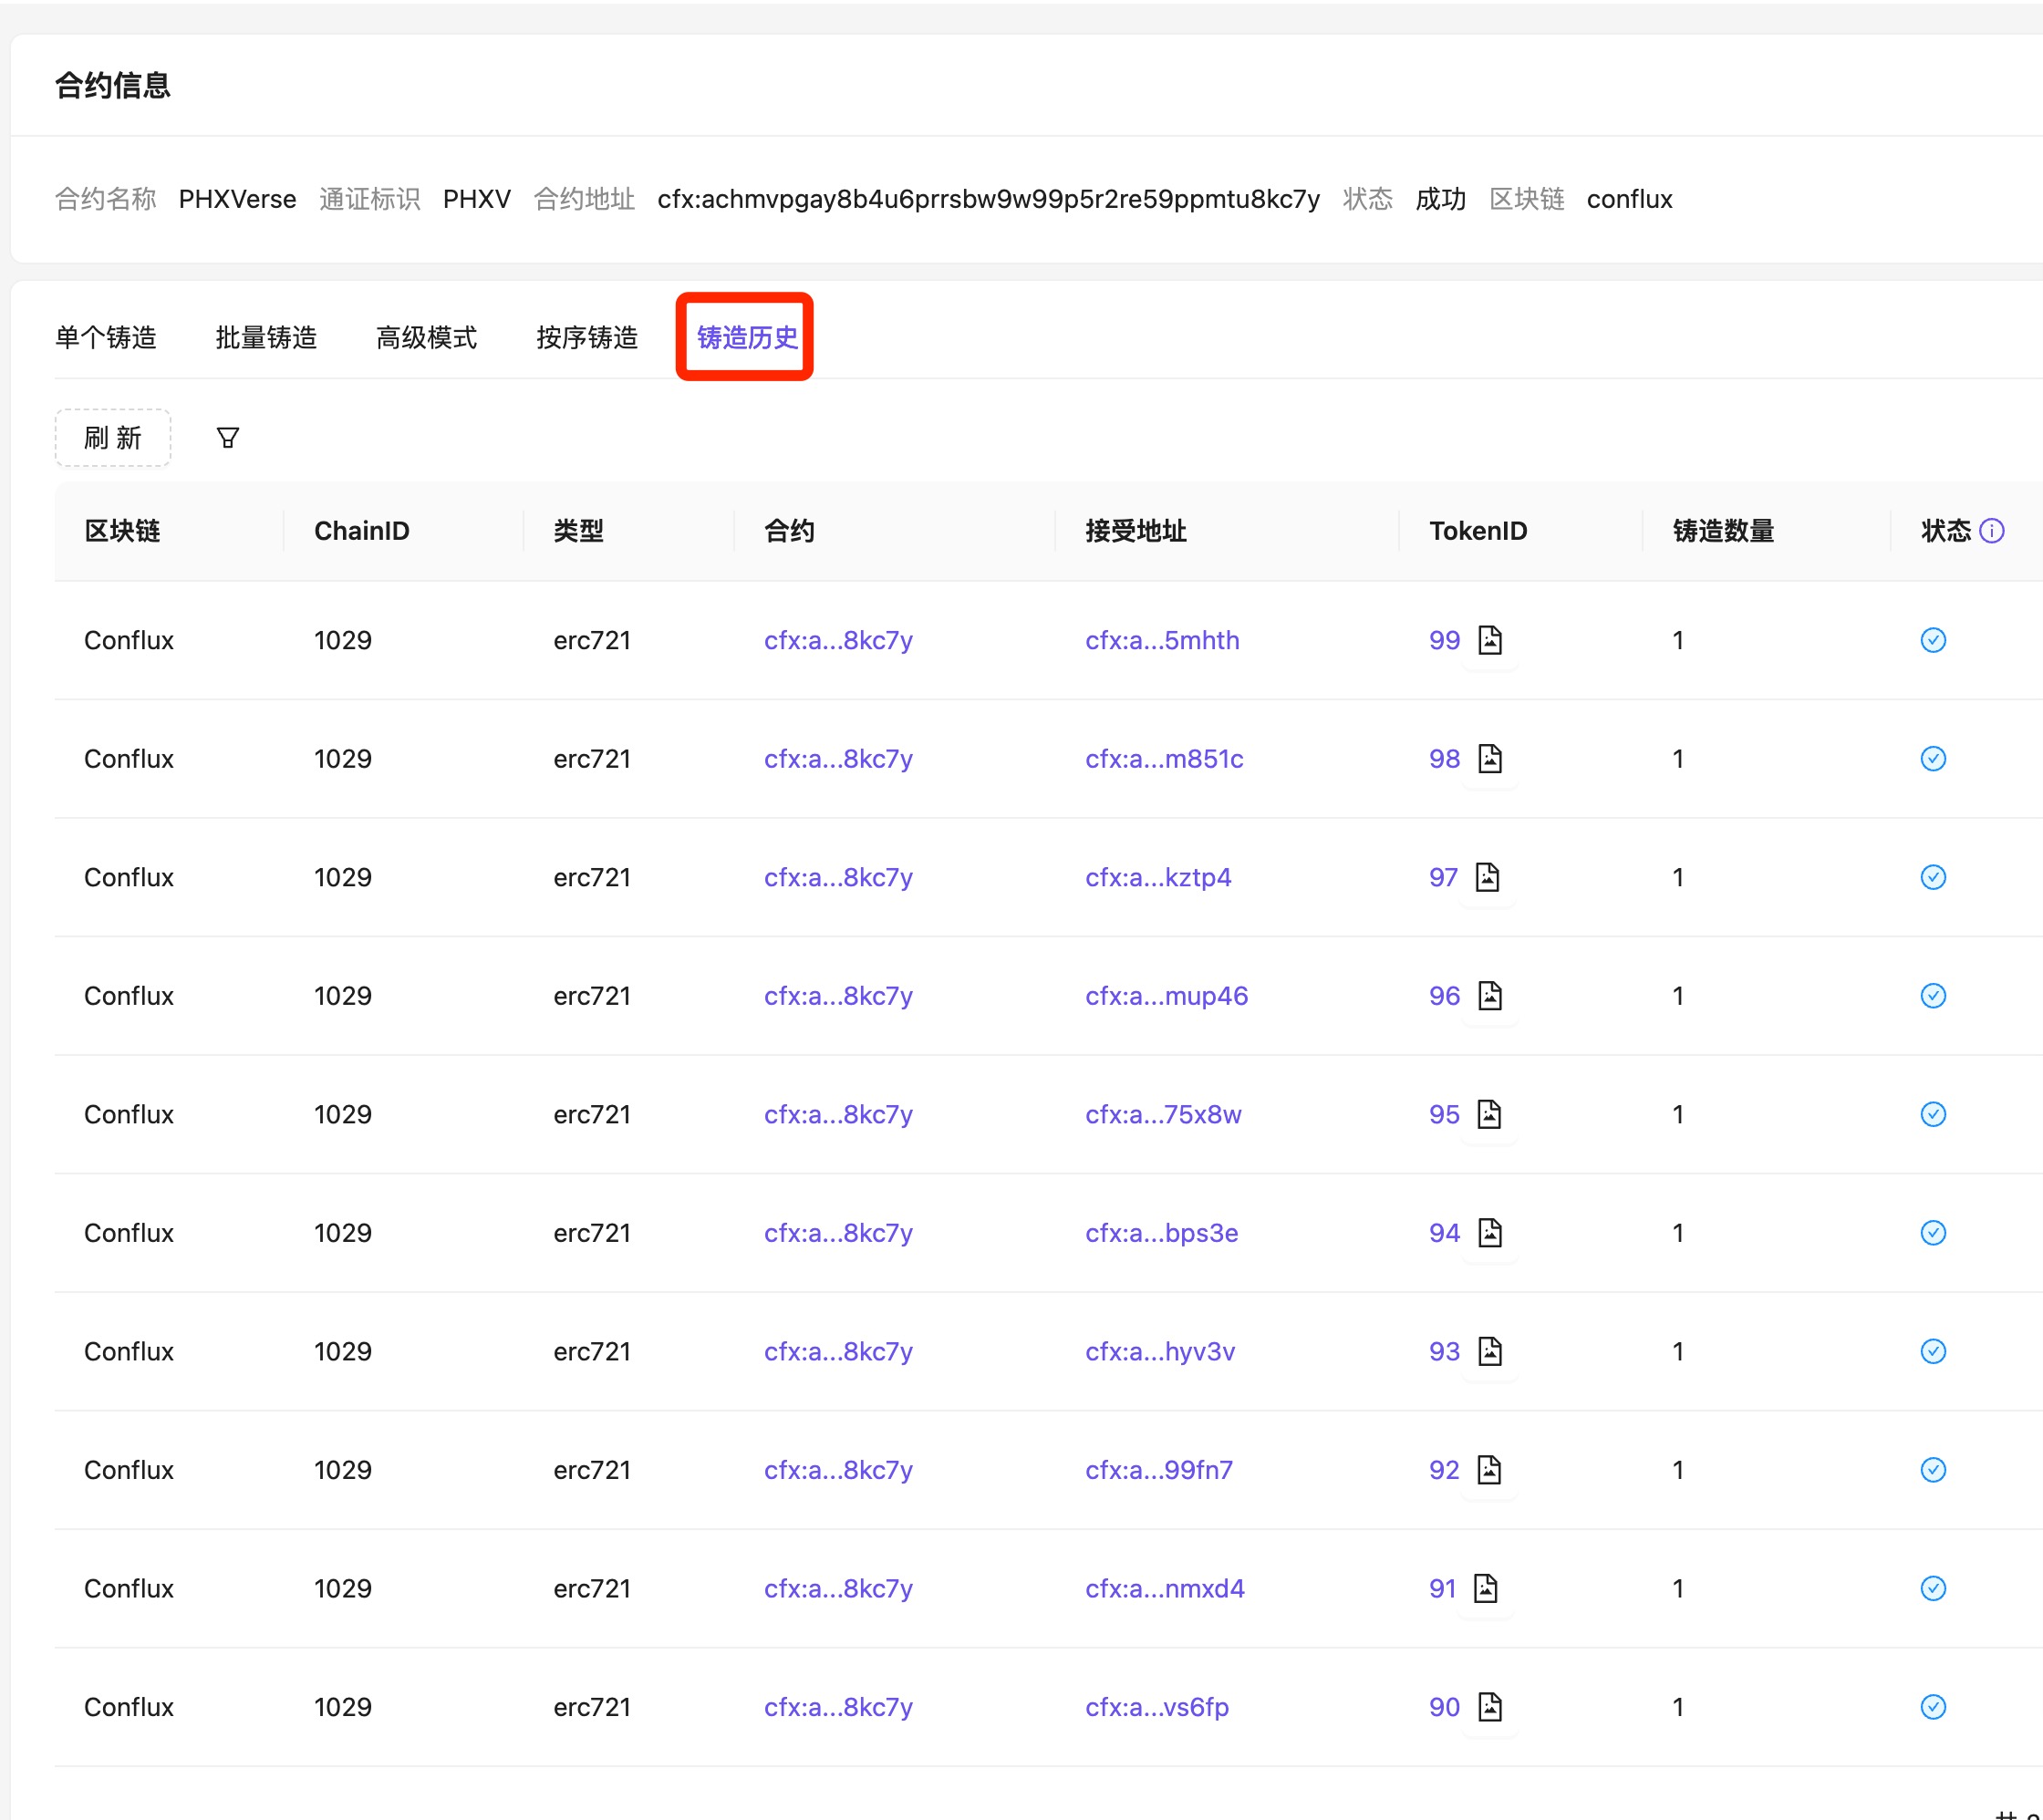 合约信息
合约名称 PHXVerse 通证标识 PHXV 合约地址 cfx:achmvpgay8b4u6prrsbw9w99p5r2re59ppmtu8kc7y 状态 成功 区块链 conflux
单个铸造 批量铸造 高级模式 按序铸造 铸造历史
刷 新
区块链 ChainID 类型 合约 接受地址 TokenID 铸造数量 状态
Conflux 1029 erc721 cfx:a...8kc7y cfx:a...5mhth 99 1
Conflux 1029 erc721 cfx:a...8kc7y cfx:a...m851c 98 1
Conflux 1029 erc721 cfx:a...8kc7y cfx:a...kztp4 97 1
Conflux 1029 erc721 cfx:a...8kc7y cfx:a...mup46 96 1
Conflux 1029 erc721 cfx:a...8kc7y cfx:a...75x8w 95 1
Conflux 1029 erc721 cfx:a...8kc7y cfx:a...bps3e 94 1
Conflux 1029 erc721 cfx:a...8kc7y cfx:a...hyv3v 93 1
Conflux 1029 erc721 cfx:a...8kc7y cfx:a...99fn7 92 1
Conflux 1029 erc721 cfx:a...8kc7y cfx:a...nmxd4 91 1
Conflux 1029 erc721 cfx:a...8kc7y cfx:a...vs6fp 90 1